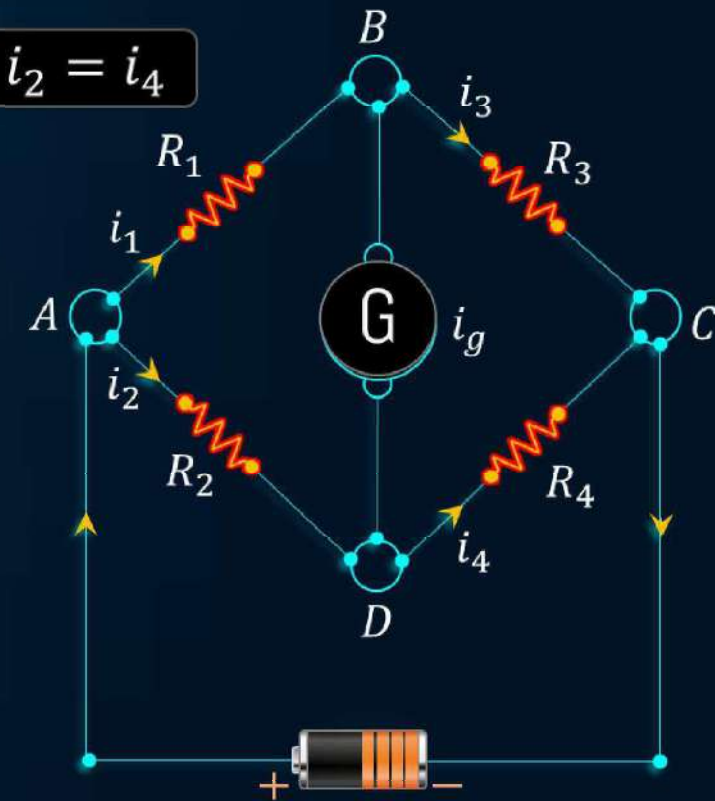 B
i₂ = i₄
i₃
R₁
R₃
i₁
A
G
i_g
C
i₂
R₂
R₄
i₄
D
+ −